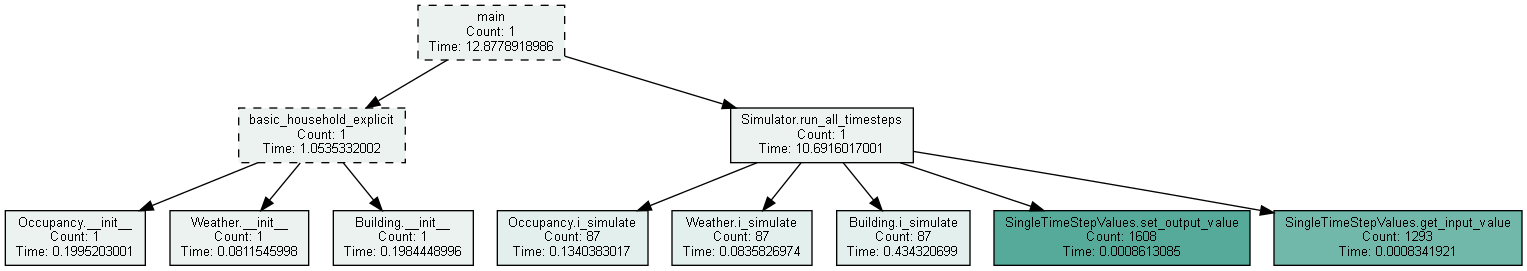 main
Count: 1
Time: 12.8778918986
basic_household_explicit
Count: 1
Time: 1.0535332002
Simulator.run_all_timesteps
Count: 1
Time: 10.6916017001
Occupancy.__init__
Count: 1
Time: 0.1995203001
Weather.__init__
Count: 1
Time: 0.0811545998
Building.__init__
Count: 1
Time: 0.1984448996
Occupancy.i_simulate
Count: 87
Time: 0.1340383017
Weather.i_simulate
Count: 87
Time: 0.0835826974
Building.i_simulate
Count: 87
Time: 0.434320699
SingleTimeStepValues.set_output_value
Count: 1608
Time: 0.0008613085
SingleTimeStepValues.get_input_value
Count: 1293
Time: 0.0008341921